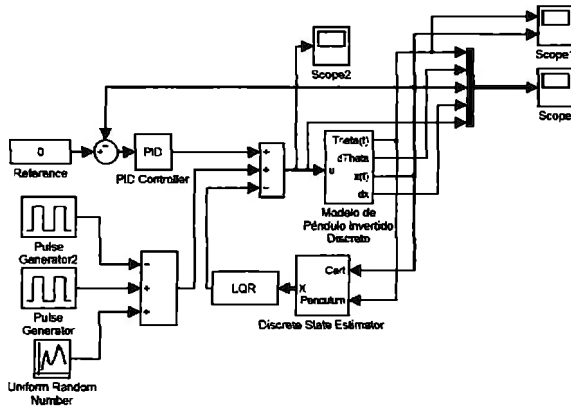 Scope1
Scope2
Scope
0
PID
Reference
PID Controller
+
+
−
u
Theta(t)
dTheta
x(t)
dx
Modelo de
Péndulo Invertido
Discreto
Pulse
Generator2
−
+
+
Pulse
Generator
LQR
X
Cart
Pendulum
Discrete State Estimator
Uniform Random
Number